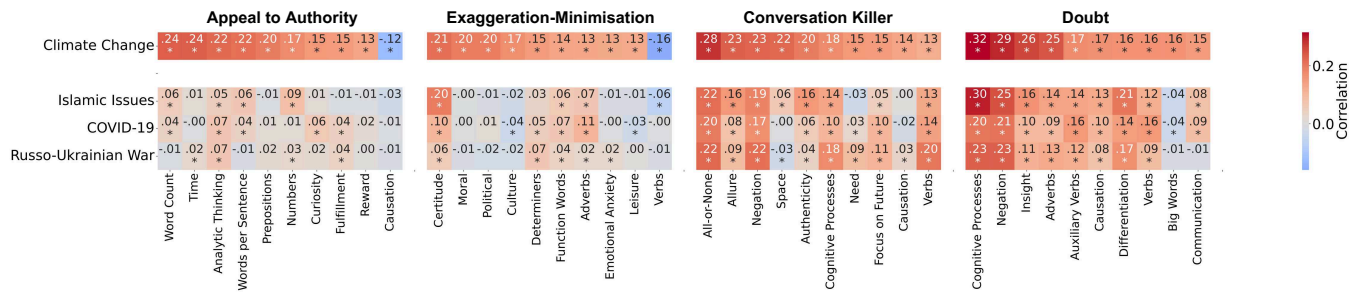 Appeal to Authority Exaggeration-Minimisation Conversation Killer Doubt
Climate Change .24 .24 .22 .22 .20 .17 .15 .15 .13 -.12 .21 .20 .20 .17 .15 .14 .13 .13 .13 -.16 .28 .23 .23 .22 .20 .18 .16 .15 .14 .13 .32 .29 .26 .25 .17 .17 .16 .16 .16 .15
* * * * * * * * * * * * * * * * * * * * * * * * * * * * * * * * * * * * * * * *
Islamic Issues .06 .01 .05 .06 -.01 .09 -.01 -.01 -.01 -.03 .20 -.00 -.01 -.02 .03 .06 .07 -.01 -.01 -.06 .22 .16 .19 .06 .16 .14 -.03 .05 .00 .13 .30 .25 .16 .14 .14 .13 .21 .12 -.04 .08
* * * * * * * * * * * * * * * * * * * * * * * * * * *
COVID-19 .04 .01 .07 .04 .01 -.02 .06 .04 .02 -.01 .10 -.00 .01 -.04 .05 .07 .11 .02 -.03 -.00 .20 .08 .17 -.00 .06 .12 .03 .10 -.02 .14 .20 .21 .10 .09 .16 .09 .14 .16 -.04 .09
* * * * * * * * * * * * * * * * * * * * * * * * * * * * *
Russo-Ukrainian War -.01 .02 .07 -.01 .02 .03 .02 .04 .00 -.01 .06 -.02 -.02 -.02 .07 .04 .02 .02 .00 -.01 .22 .09 .22 -.03 .04 .18 .09 .11 .03 .20 .23 .23 .11 .13 .12 .08 .17 .09 -.01 -.01
* * * * * * * * * * * * * * * * * * * * * * * * * * *
Word Count
Time
Analytic Thinking
Words per Sentence
Prepositions
Numbers
Curiosity
Fulfillment
Reward
Causation
Certitude
Moral
Political
Culture
Determiners
Function Words
Adverbs
Emotional Anxiety
Leisure
Verbs
All-or-None
Allure
Negation
Space
Authenticity
Cognitive Processes
Need
Focus on Future
Causation
Verbs
Cognitive Processes
Negation
Insight
Adverbs
Auxiliary Verbs
Causation
Differentiation
Verbs
Big Words
Communication
0.2
0.0
Correlation